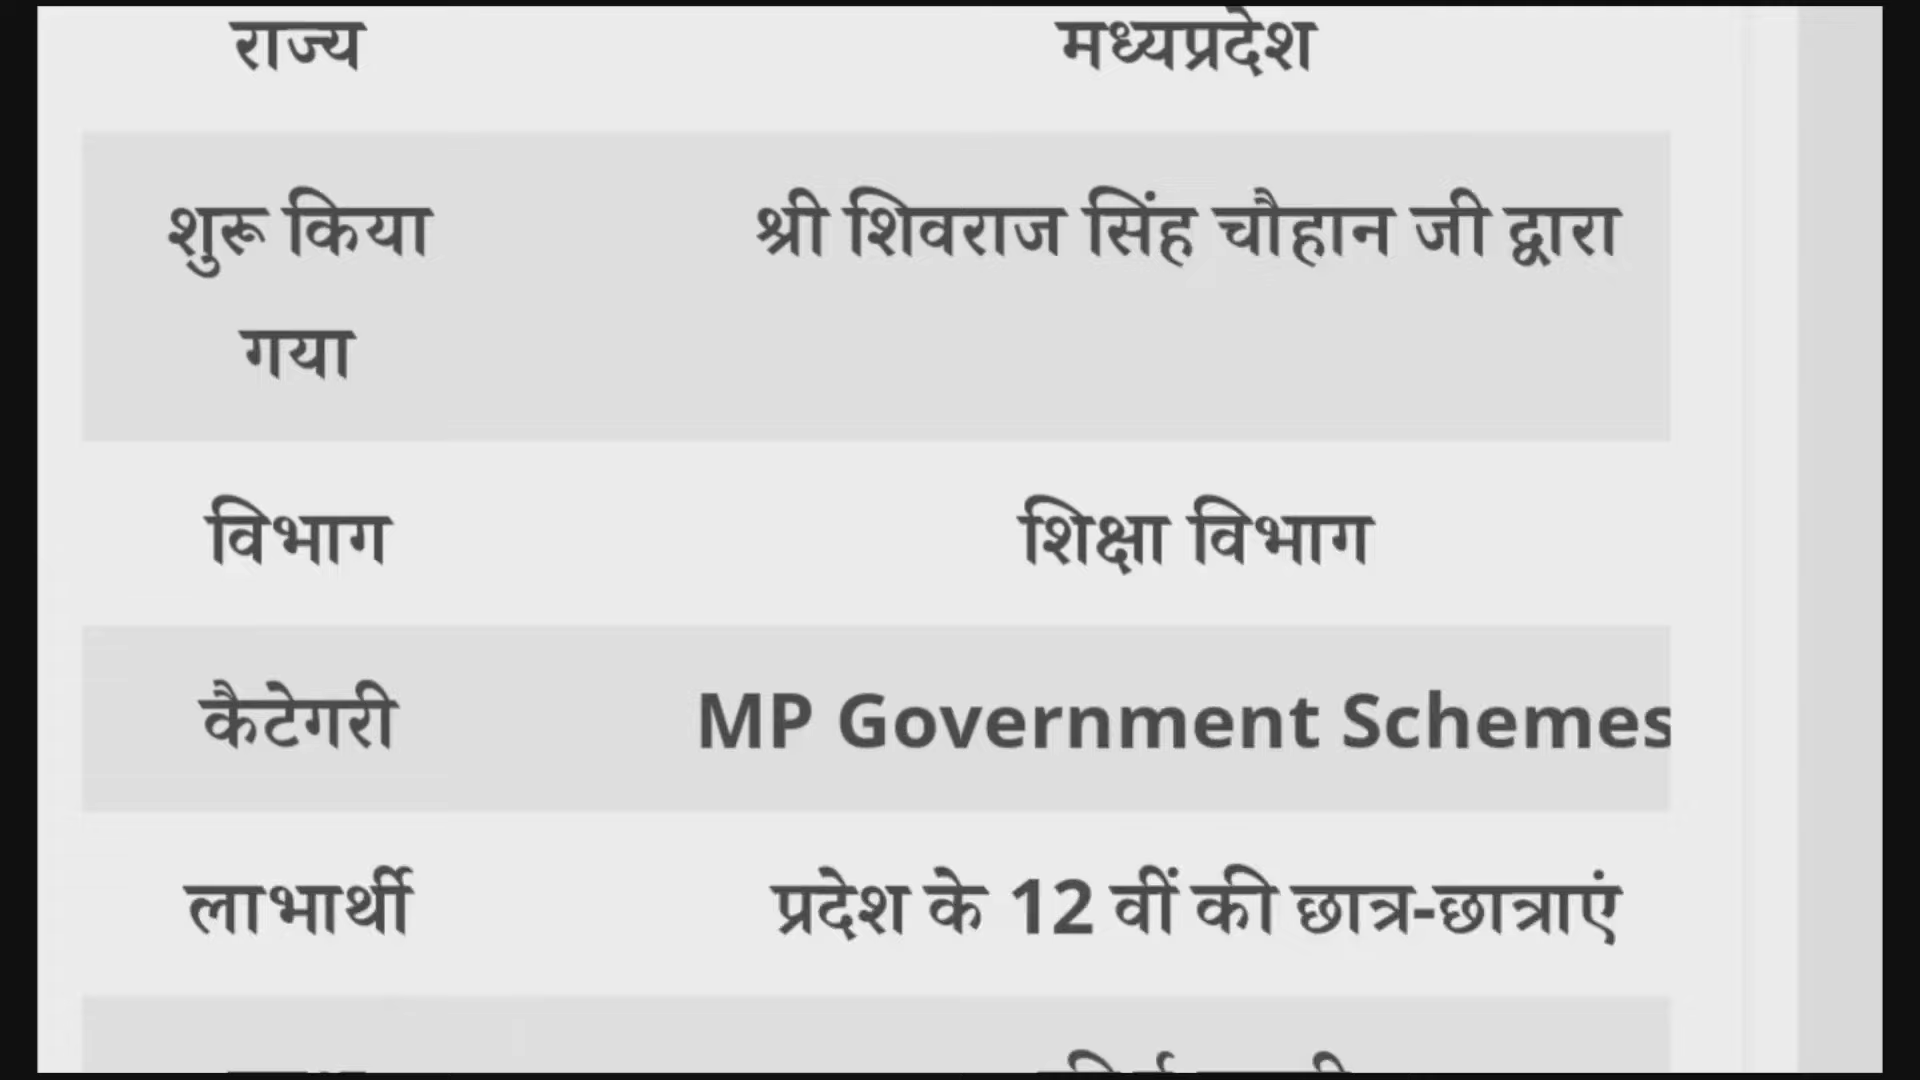 राज्य मध्यप्रदेश
शुरू किया श्री शिवराज सिंह चौहान जी द्वारा
गया
विभाग शिक्षा विभाग
कैटेगरी MP Government Schemes
लाभार्थी प्रदेश के 12 वीं की छात्र-छात्राएं